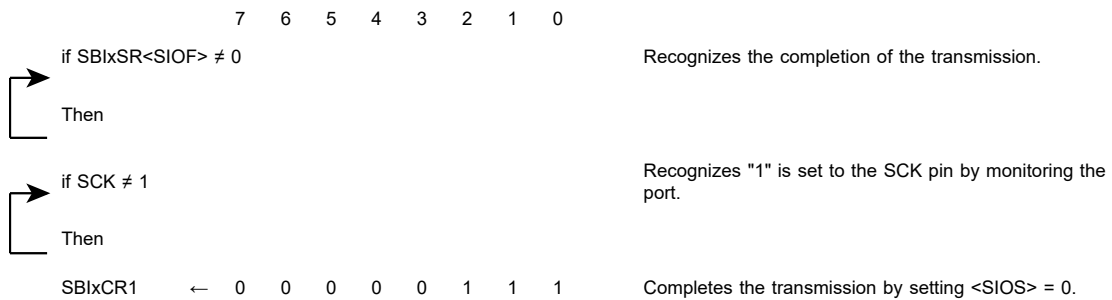 7 6 5 4 3 2 1 0
if SBIxSR<SIOF> ≠ 0 Recognizes the completion of the transmission.
Then
if SCK ≠ 1 Recognizes "1" is set to the SCK pin by monitoring the
port.
Then
SBIxCR1 ← 0 0 0 0 0 1 1 1 Completes the transmission by setting <SIOS> = 0.